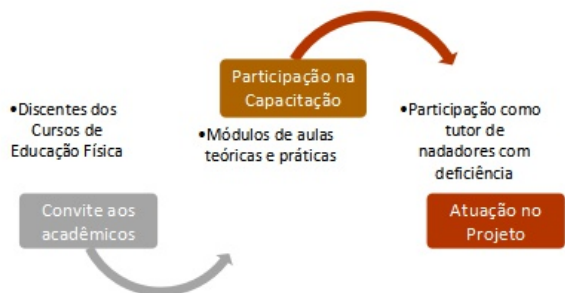 •Discentes dos
Cursos de
Educação Física
Convite aos
acadêmicos
Participação na
Capacitação
•Módulos de aulas
teóricas e práticas
•Participação como
tutor de
nadadores com
deficiência
Atuação no
Projeto